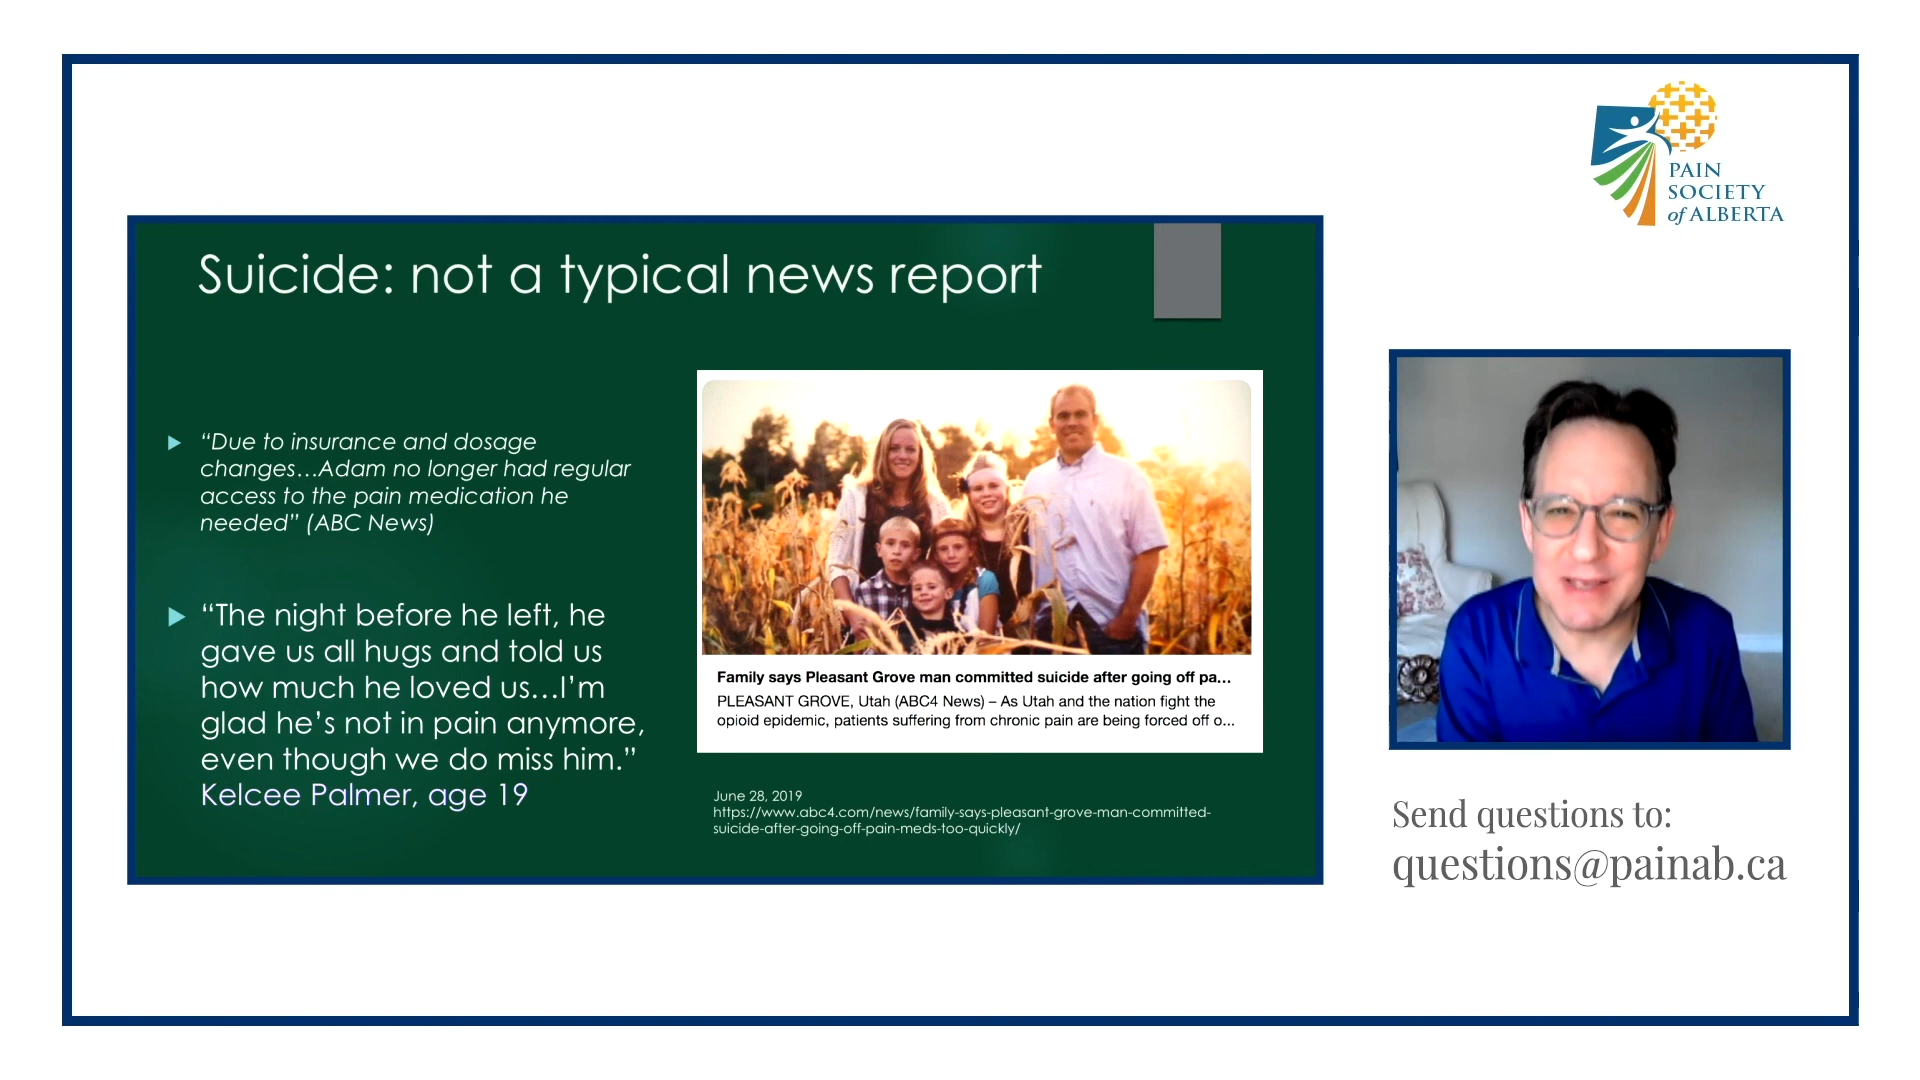 PAIN
SOCIETY
of ALBERTA
Suicide: not a typical news report
“Due to insurance and dosage
changes…Adam no longer had regular
access to the pain medication he
needed” (ABC News)
“The night before he left, he
gave us all hugs and told us
how much he loved us…I’m
glad he’s not in pain anymore,
even though we do miss him.”
Kelcee Palmer, age 19
Family says Pleasant Grove man committed suicide after going off pa...
PLEASANT GROVE, Utah (ABC4 News) – As Utah and the nation fight the
opioid epidemic, patients suffering from chronic pain are being forced off o...
June 28, 2019
https://www.abc4.com/news/family-says-pleasant-grove-man-committed-
suicide-after-going-off-pain-meds-too-quickly/
Send questions to:
questions@painab.ca